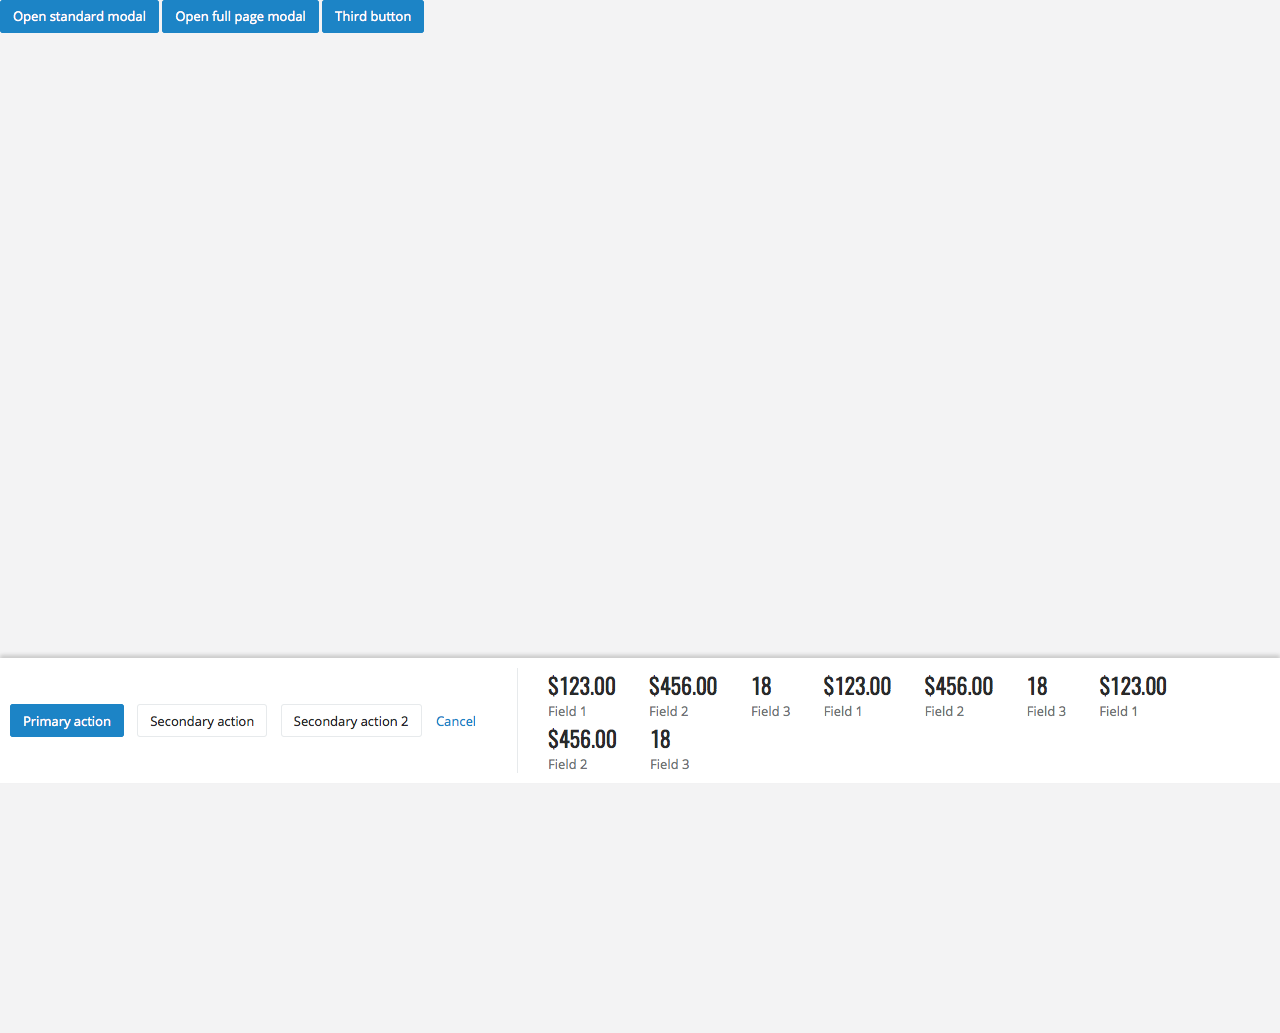 Open standard modal Open full page modal Third button
$123.00 $456.00 18 $123.00 $456.00 18 $123.00
Field 1 Field 2 Field 3 Field 1 Field 2 Field 3 Field 1
Primary action Secondary action Secondary action 2 Cancel
$456.00 18
Field 2 Field 3